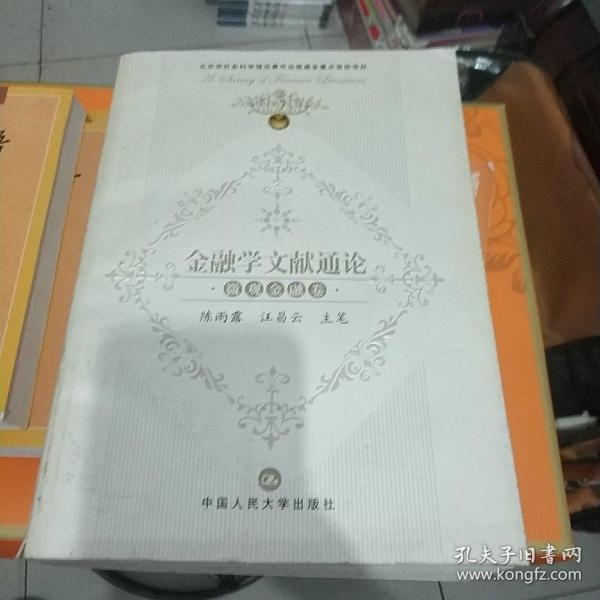 北京市社会科学理论著作出版基金重点资助项目
A Survey of Finance Literature
金融学文献通论
·微观金融卷·
陈雨露 汪昌云 主笔
中国人民大学出版社
孔夫子旧书网
www.kongfz.com